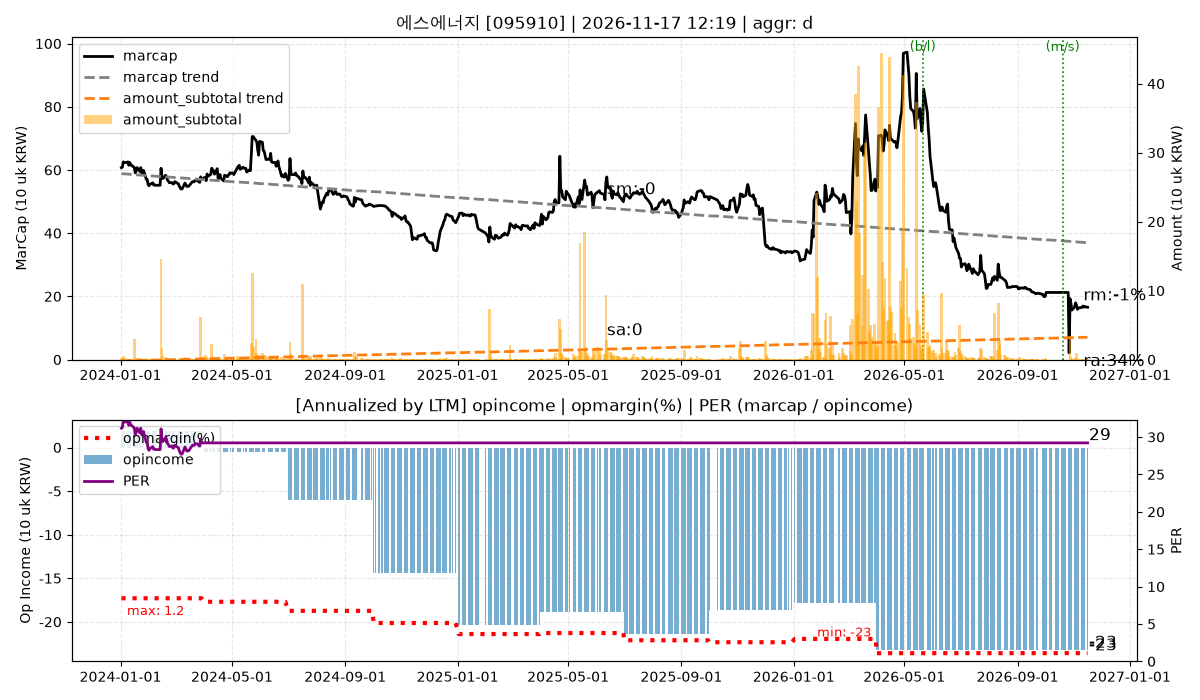 에스에너지 [095910] | 2026-11-17 12:19 | aggr: d
marcap
marcap trend
amount_subtotal trend
amount_subtotal
(b/l)
(m/s)
100
80
60
40
20
0
40
30
20
10
0
MarCap (10 uk KRW)
Amount (10 uk KRW)
sm:-0
sa:0
rm:-1%
ra:34%
2024-01-01
2024-05-01
2024-09-01
2025-01-01
2025-05-01
2025-09-01
2026-01-01
2026-05-01
2026-09-01
2027-01-01
[Annualized by LTM] opincome | opmargin(%) | PER (marcap / opincome)
opmargin(%)
opincome
PER
0
-5
-10
-15
-20
30
25
20
15
10
5
0
Op Income (10 uk KRW)
PER
29
max: 1.2
min: -23
-23
-23
2024-01-01
2024-05-01
2024-09-01
2025-01-01
2025-05-01
2025-09-01
2026-01-01
2026-05-01
2026-09-01
2027-01-01